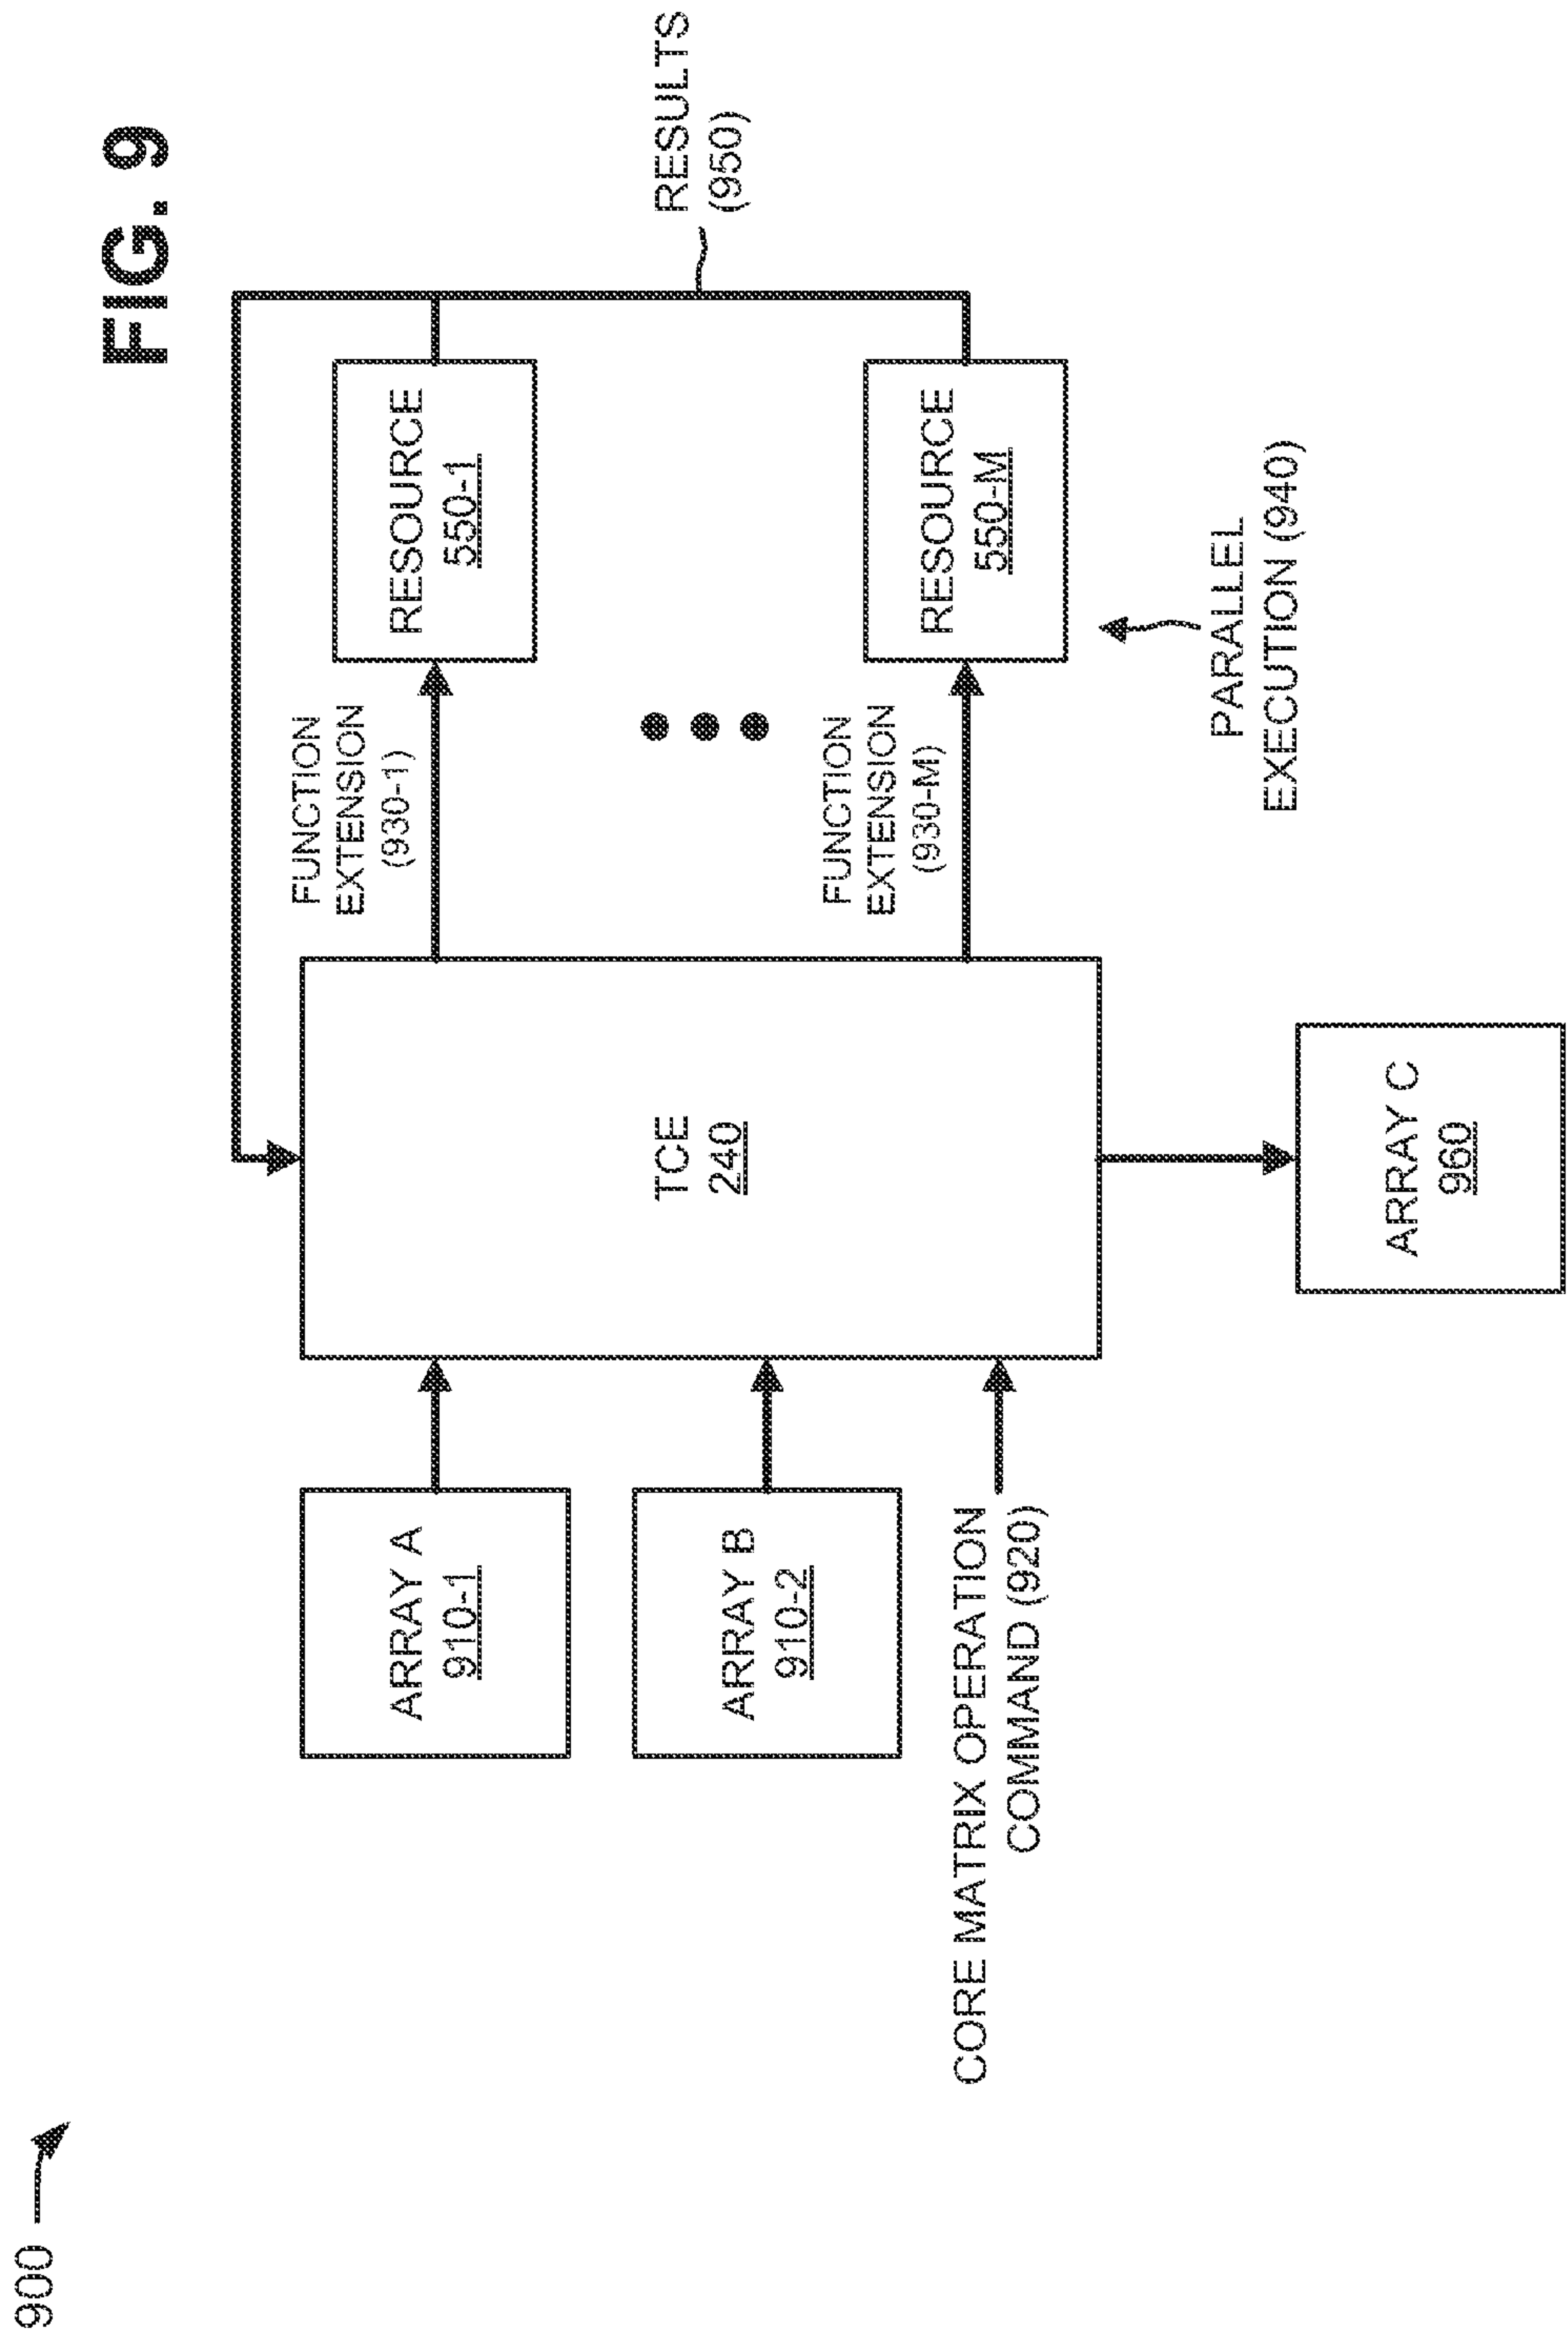 900
FIG. 9
ARRAY A
910-1
ARRAY B
910-2
CORE MATRIX OPERATION
COMMAND (920)
TCE
240
FUNCTION
EXTENSION
(930-1)
RESOURCE
550-1
FUNCTION
EXTENSION
(930-M)
RESOURCE
550-M
RESULTS
(950)
PARALLEL
EXECUTION (940)
ARRAY C
960